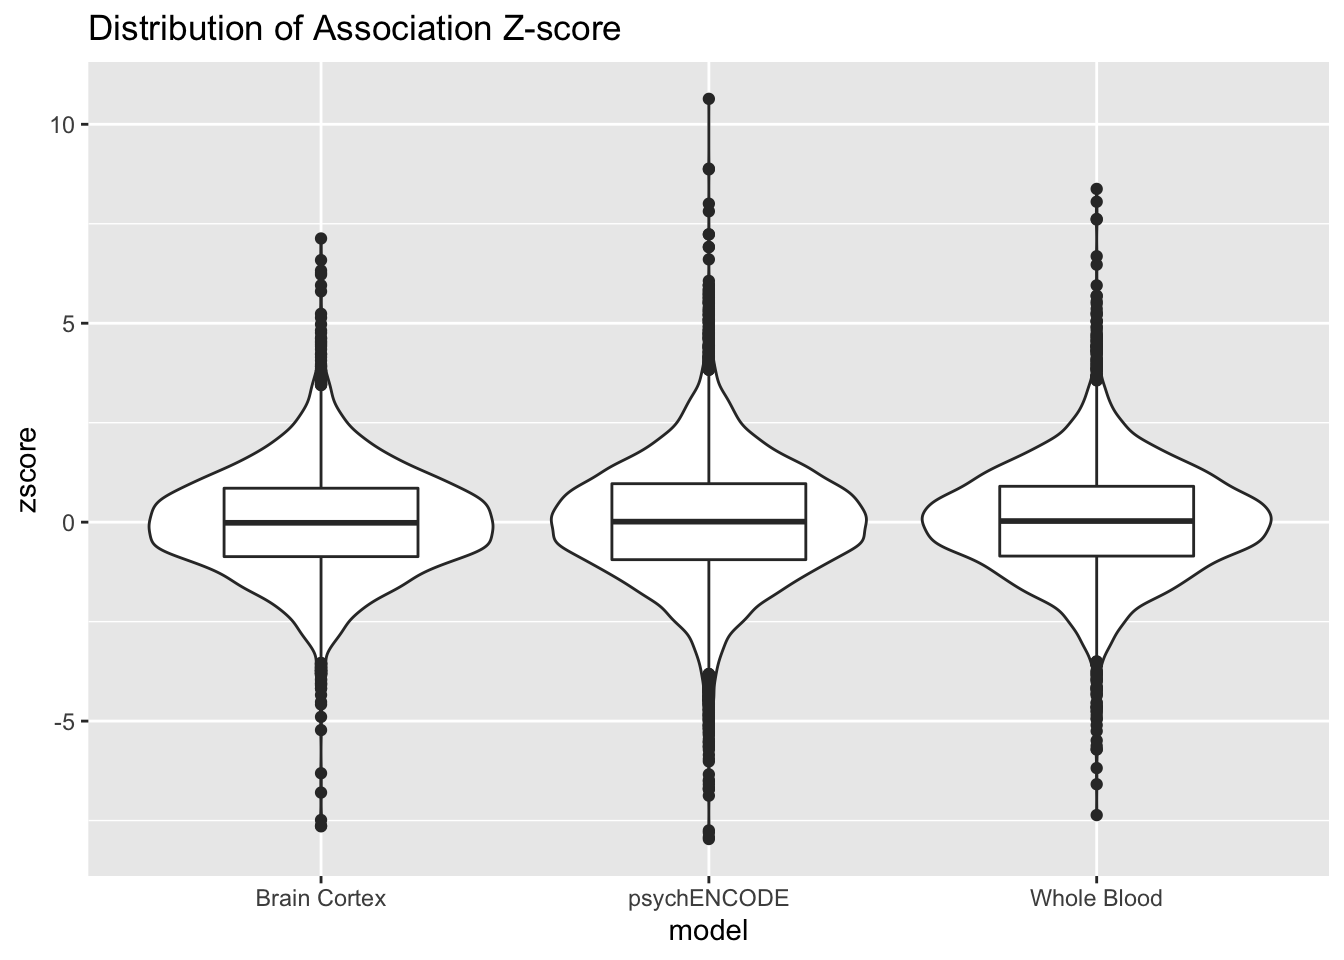 Distribution of Association Z-score
zscore
10
5
0
-5
Brain Cortex
psychENCODE
Whole Blood
model